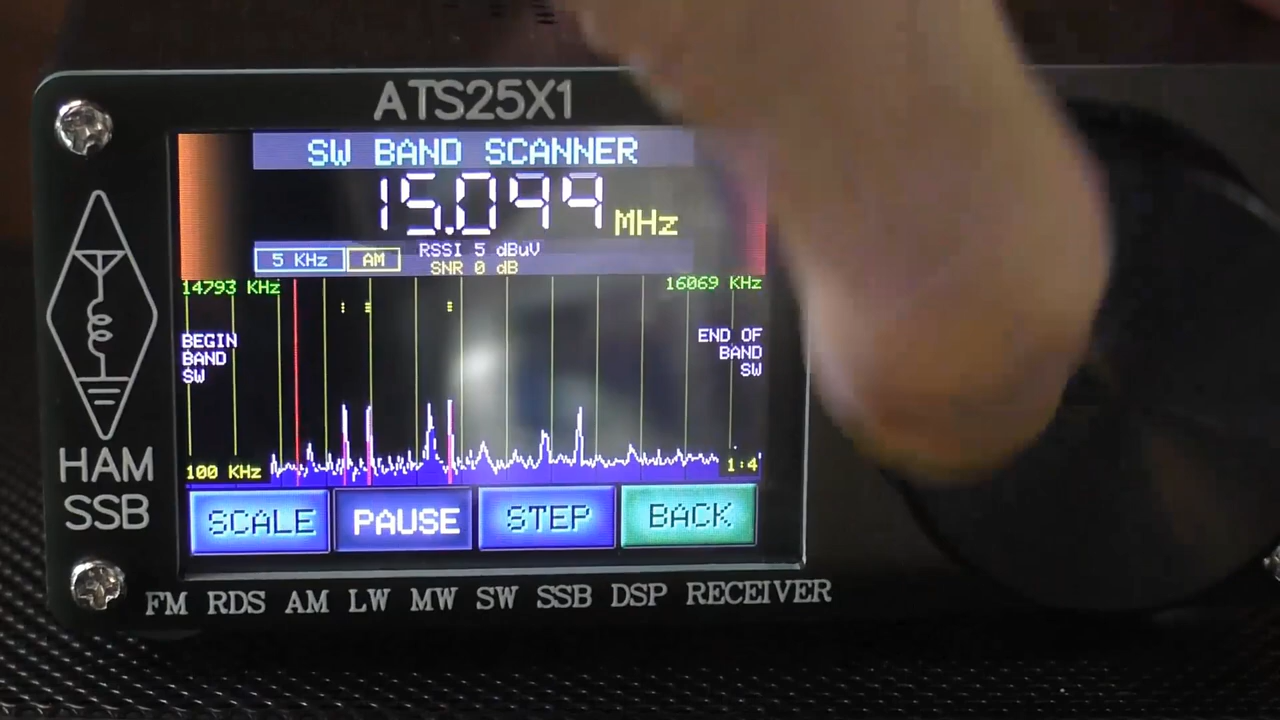 ATS25X1
SW BAND SCANNER
15.044 MHz
5 KHz AM RSSI 5 dBuV
SNR 0 dB
14793 KHz 16069 KHz
BEGIN
BAND
SW
END OF
BAND
SW
100 KHz 1:4
SCALE PAUSE STEP BACK
HAM
SSB
FM RDS AM LW MW SW SSB DSP RECEIVER